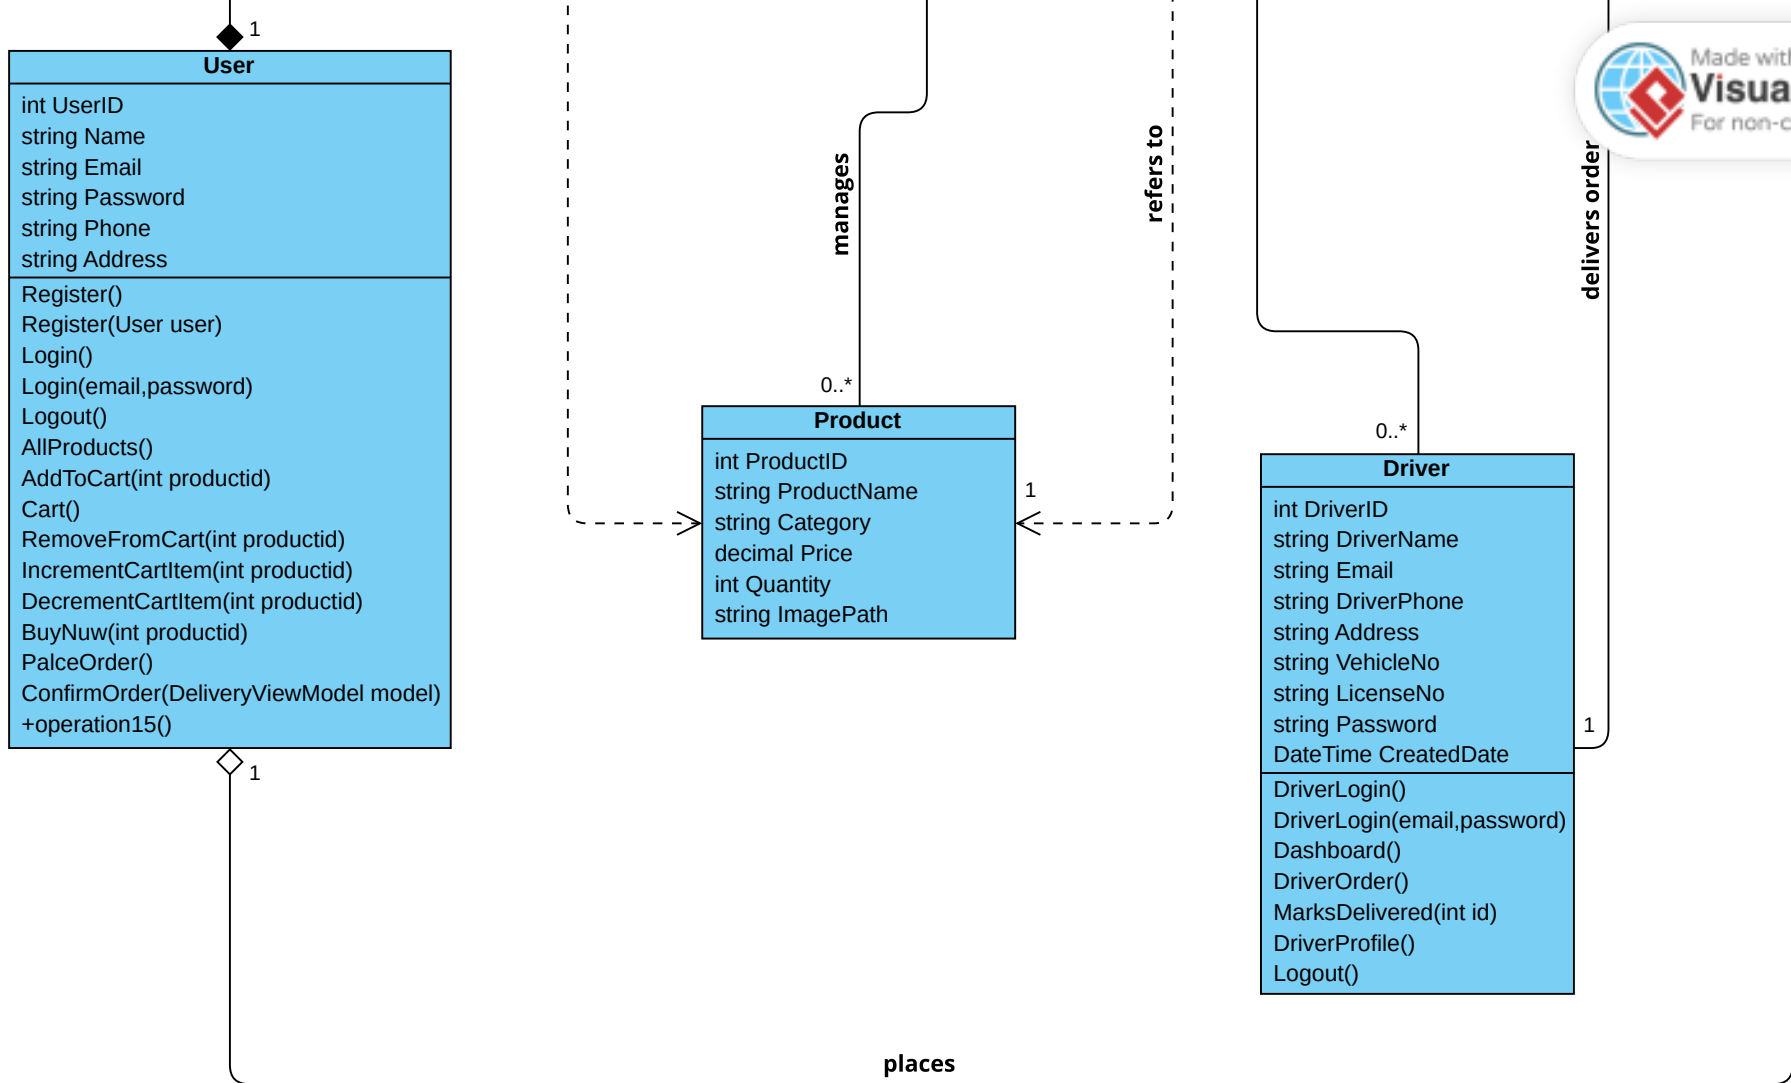 1
User
int UserID
string Name
string Email
string Password
string Phone
string Address
Register()
Register(User user)
Login()
Login(email,password)
Logout()
AllProducts()
AddToCart(int productid)
Cart()
RemoveFromCart(int productid)
IncrementCartItem(int productid)
DecrementCartItem(int productid)
BuyNuw(int productid)
PalceOrder()
ConfirmOrder(DeliveryViewModel model)
+operation15()
1
manages
0..*
Product
int ProductID
string ProductName
string Category
decimal Price
int Quantity
string ImagePath
refers to
1
0..*
Driver
int DriverID
string DriverName
string Email
string DriverPhone
string Address
string VehicleNo
string LicenseNo
string Password
DateTime CreatedDate
DriverLogin()
DriverLogin(email,password)
Dashboard()
DriverOrder()
MarksDelivered(int id)
DriverProfile()
Logout()
delivers order
1
Made with
Visua
For non-c
places